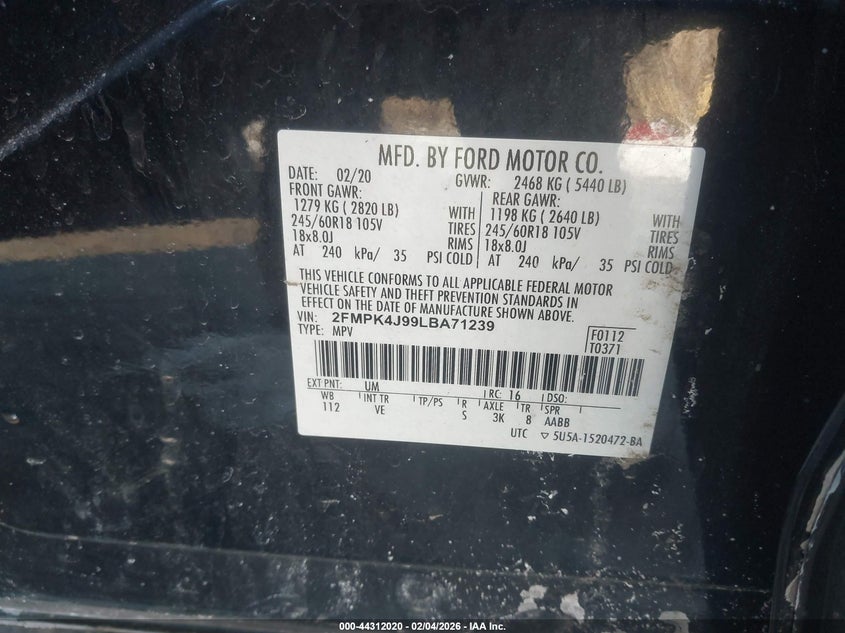 MFD. BY FORD MOTOR CO.
DATE: 02/20 GVWR: 2468 KG ( 5440 LB)
FRONT GAWR: REAR GAWR:
1279 KG ( 2820 LB) WITH 1198 KG ( 2640 LB) WITH
245/60R18 105V TIRES 245/60R18 105V TIRES
18x8.0J RIMS 18x8.0J RIMS
AT 240 kPa/ 35 PSI COLD AT 240 kPa/ 35 PSI COLD
THIS VEHICLE CONFORMS TO ALL APPLICABLE FEDERAL MOTOR
VEHICLE SAFETY AND THEFT PREVENTION STANDARDS IN
EFFECT ON THE DATE OF MANUFACTURE SHOWN ABOVE.
VIN: 2FMPK4J99LBA71239
TYPE: MPV
F0112
T0371
EXT PNT: UM RC: 16 DSO:
WB INT TR TP/PS R AXLE TR SPR
112 VE S 3K 8 AABB
UTC ▽ 5U5A-1520472-BA
000-44312020 - 02/04/2026 - IAA Inc.